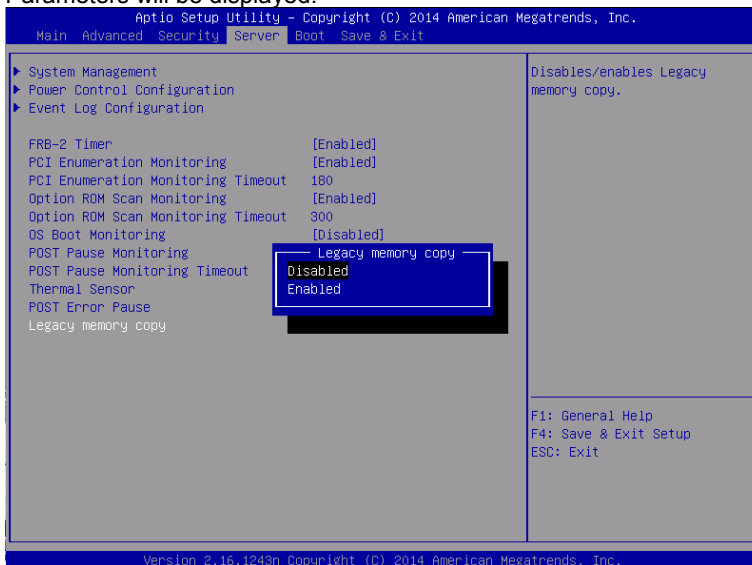 Parameters will be displayed.
Aptio Setup Utility – Copyright (C) 2014 American Megatrends, Inc.
Main Advanced Security Server Boot Save & Exit
System Management
Power Control Configuration
Event Log Configuration
FRB-2 Timer [Enabled]
PCI Enumeration Monitoring [Enabled]
PCI Enumeration Monitoring Timeout 180
Option ROM Scan Monitoring [Enabled]
Option ROM Scan Monitoring Timeout 300
OS Boot Monitoring [Disabled]
POST Pause Monitoring
POST Pause Monitoring Timeout
Thermal Sensor
POST Error Pause
Legacy memory copy
Legacy memory copy
Disabled
Enabled
Disables/enables Legacy
memory copy.
F1: General Help
F4: Save & Exit Setup
ESC: Exit
Version 2.16.1243n Copyright (C) 2014 American Megatrends, Inc.